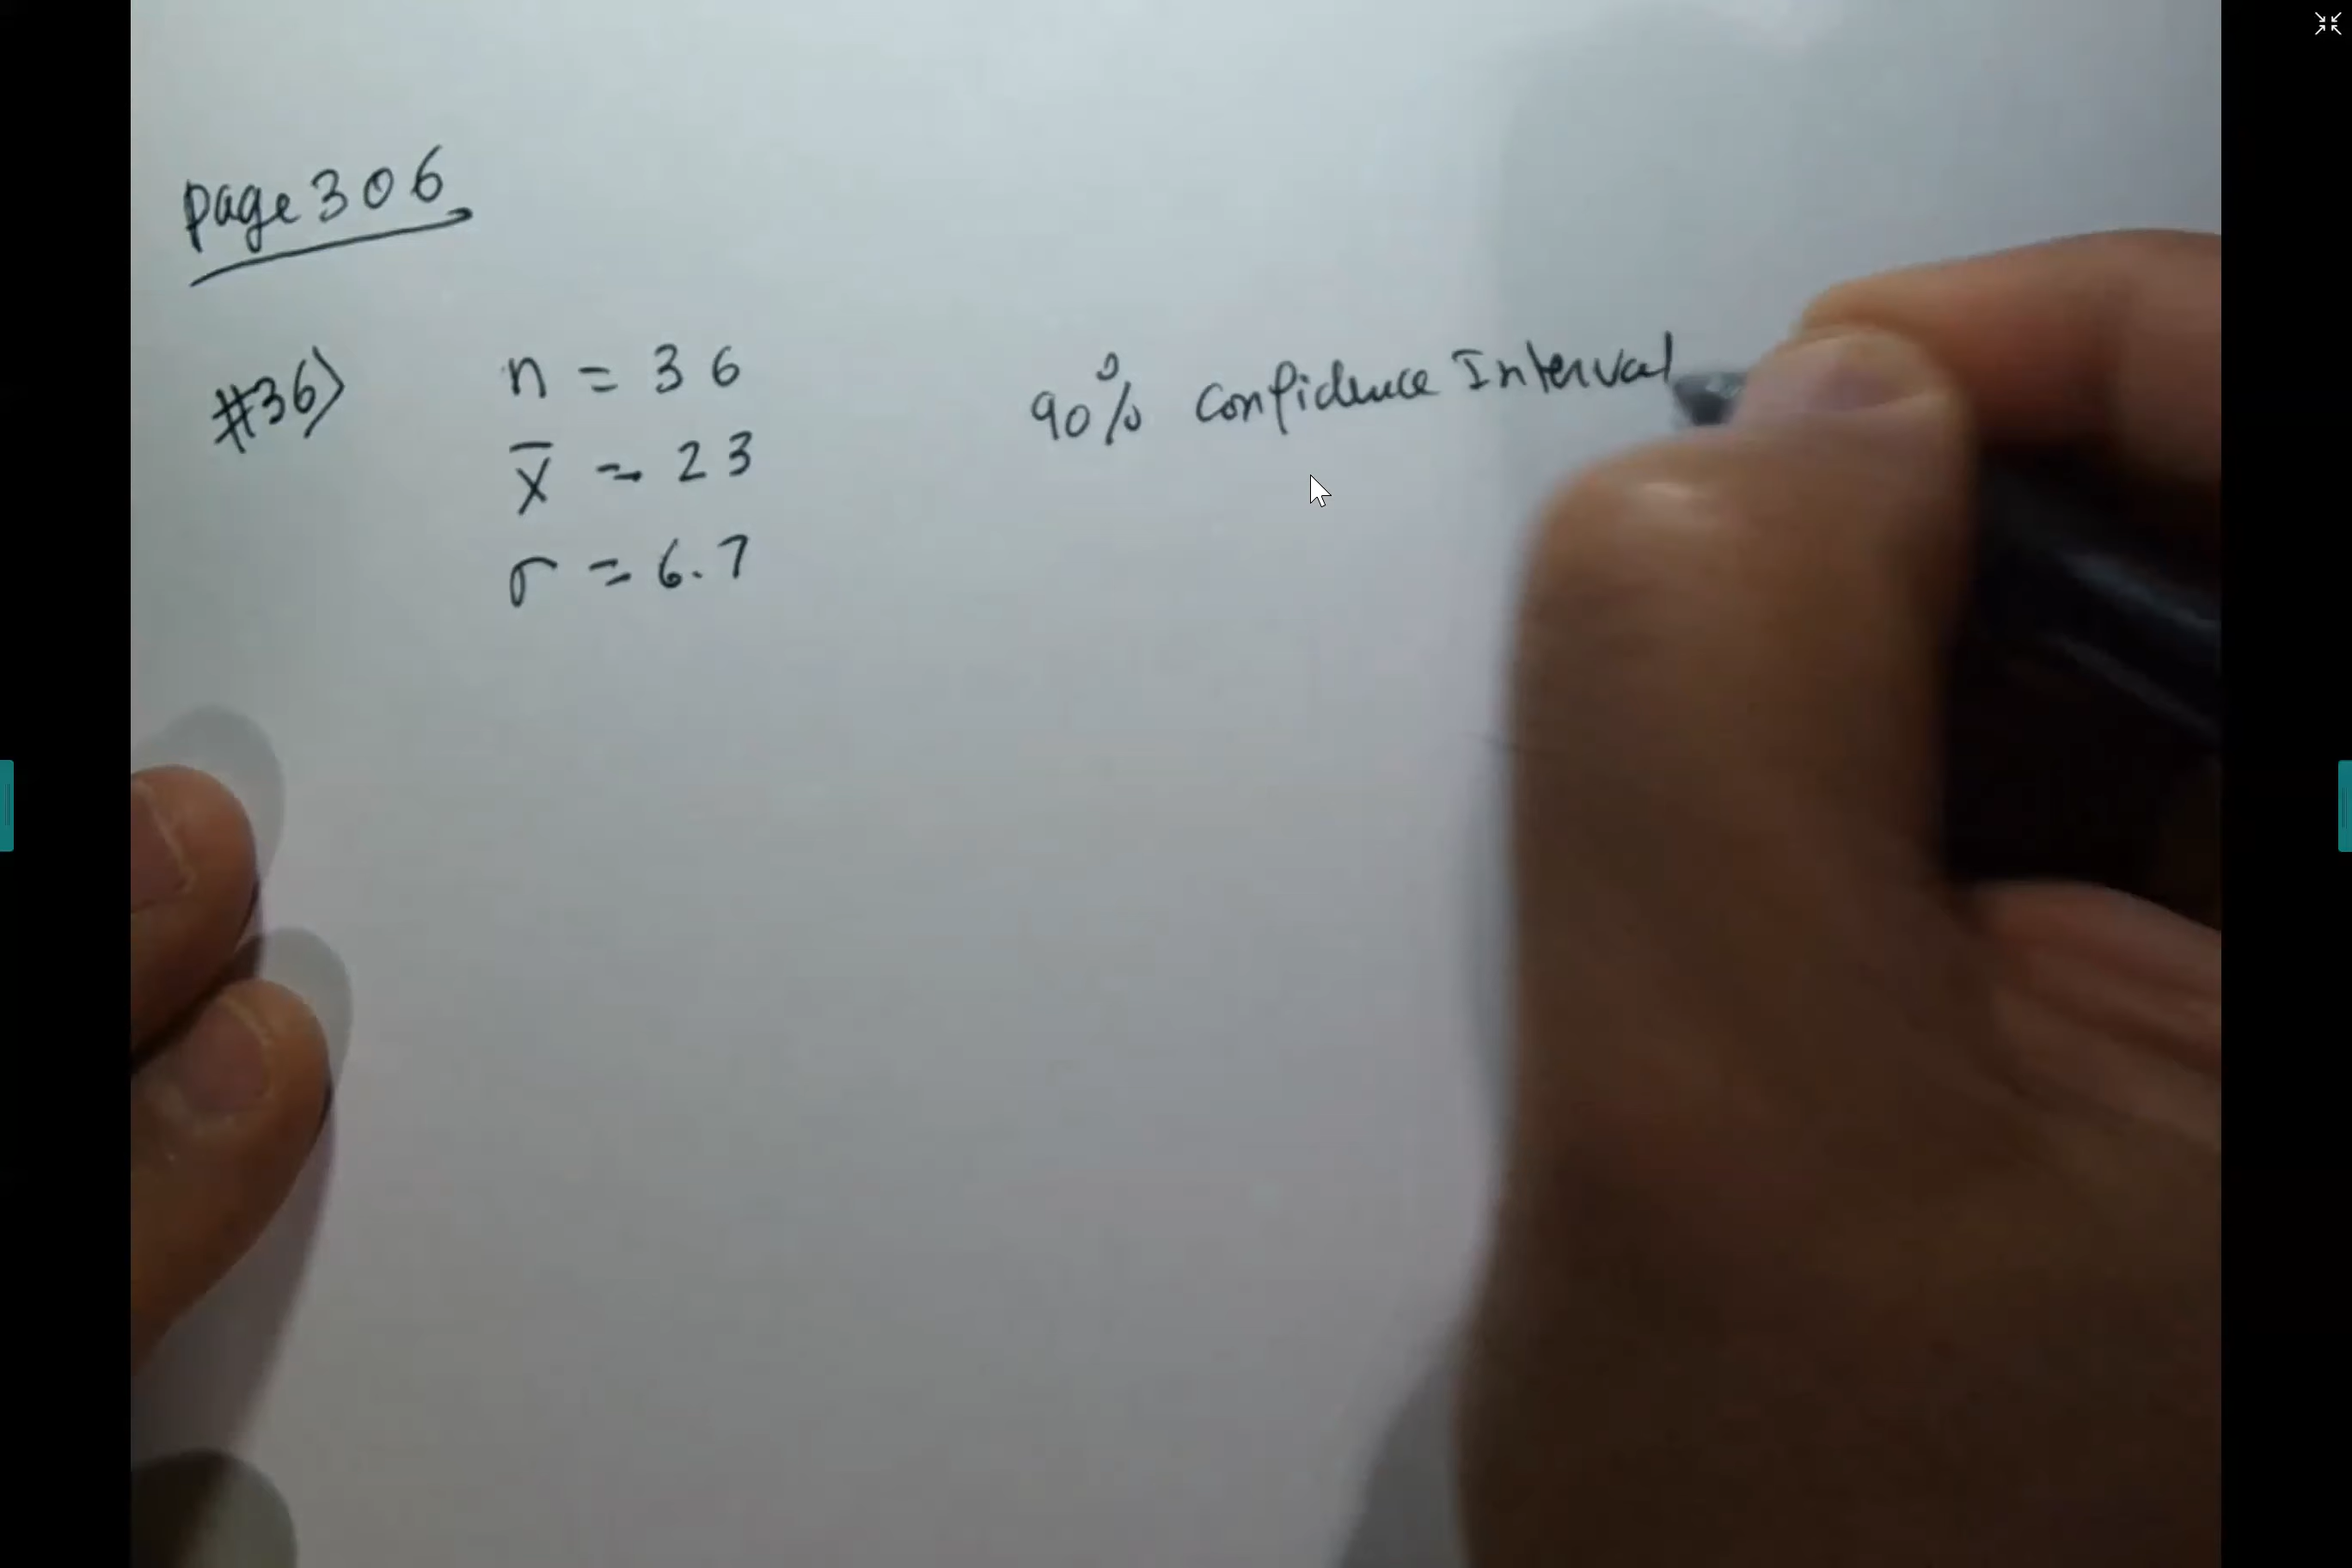 page 306
#36) n = 36 90% Confidence Interval
x̄ = 23
σ = 6.7